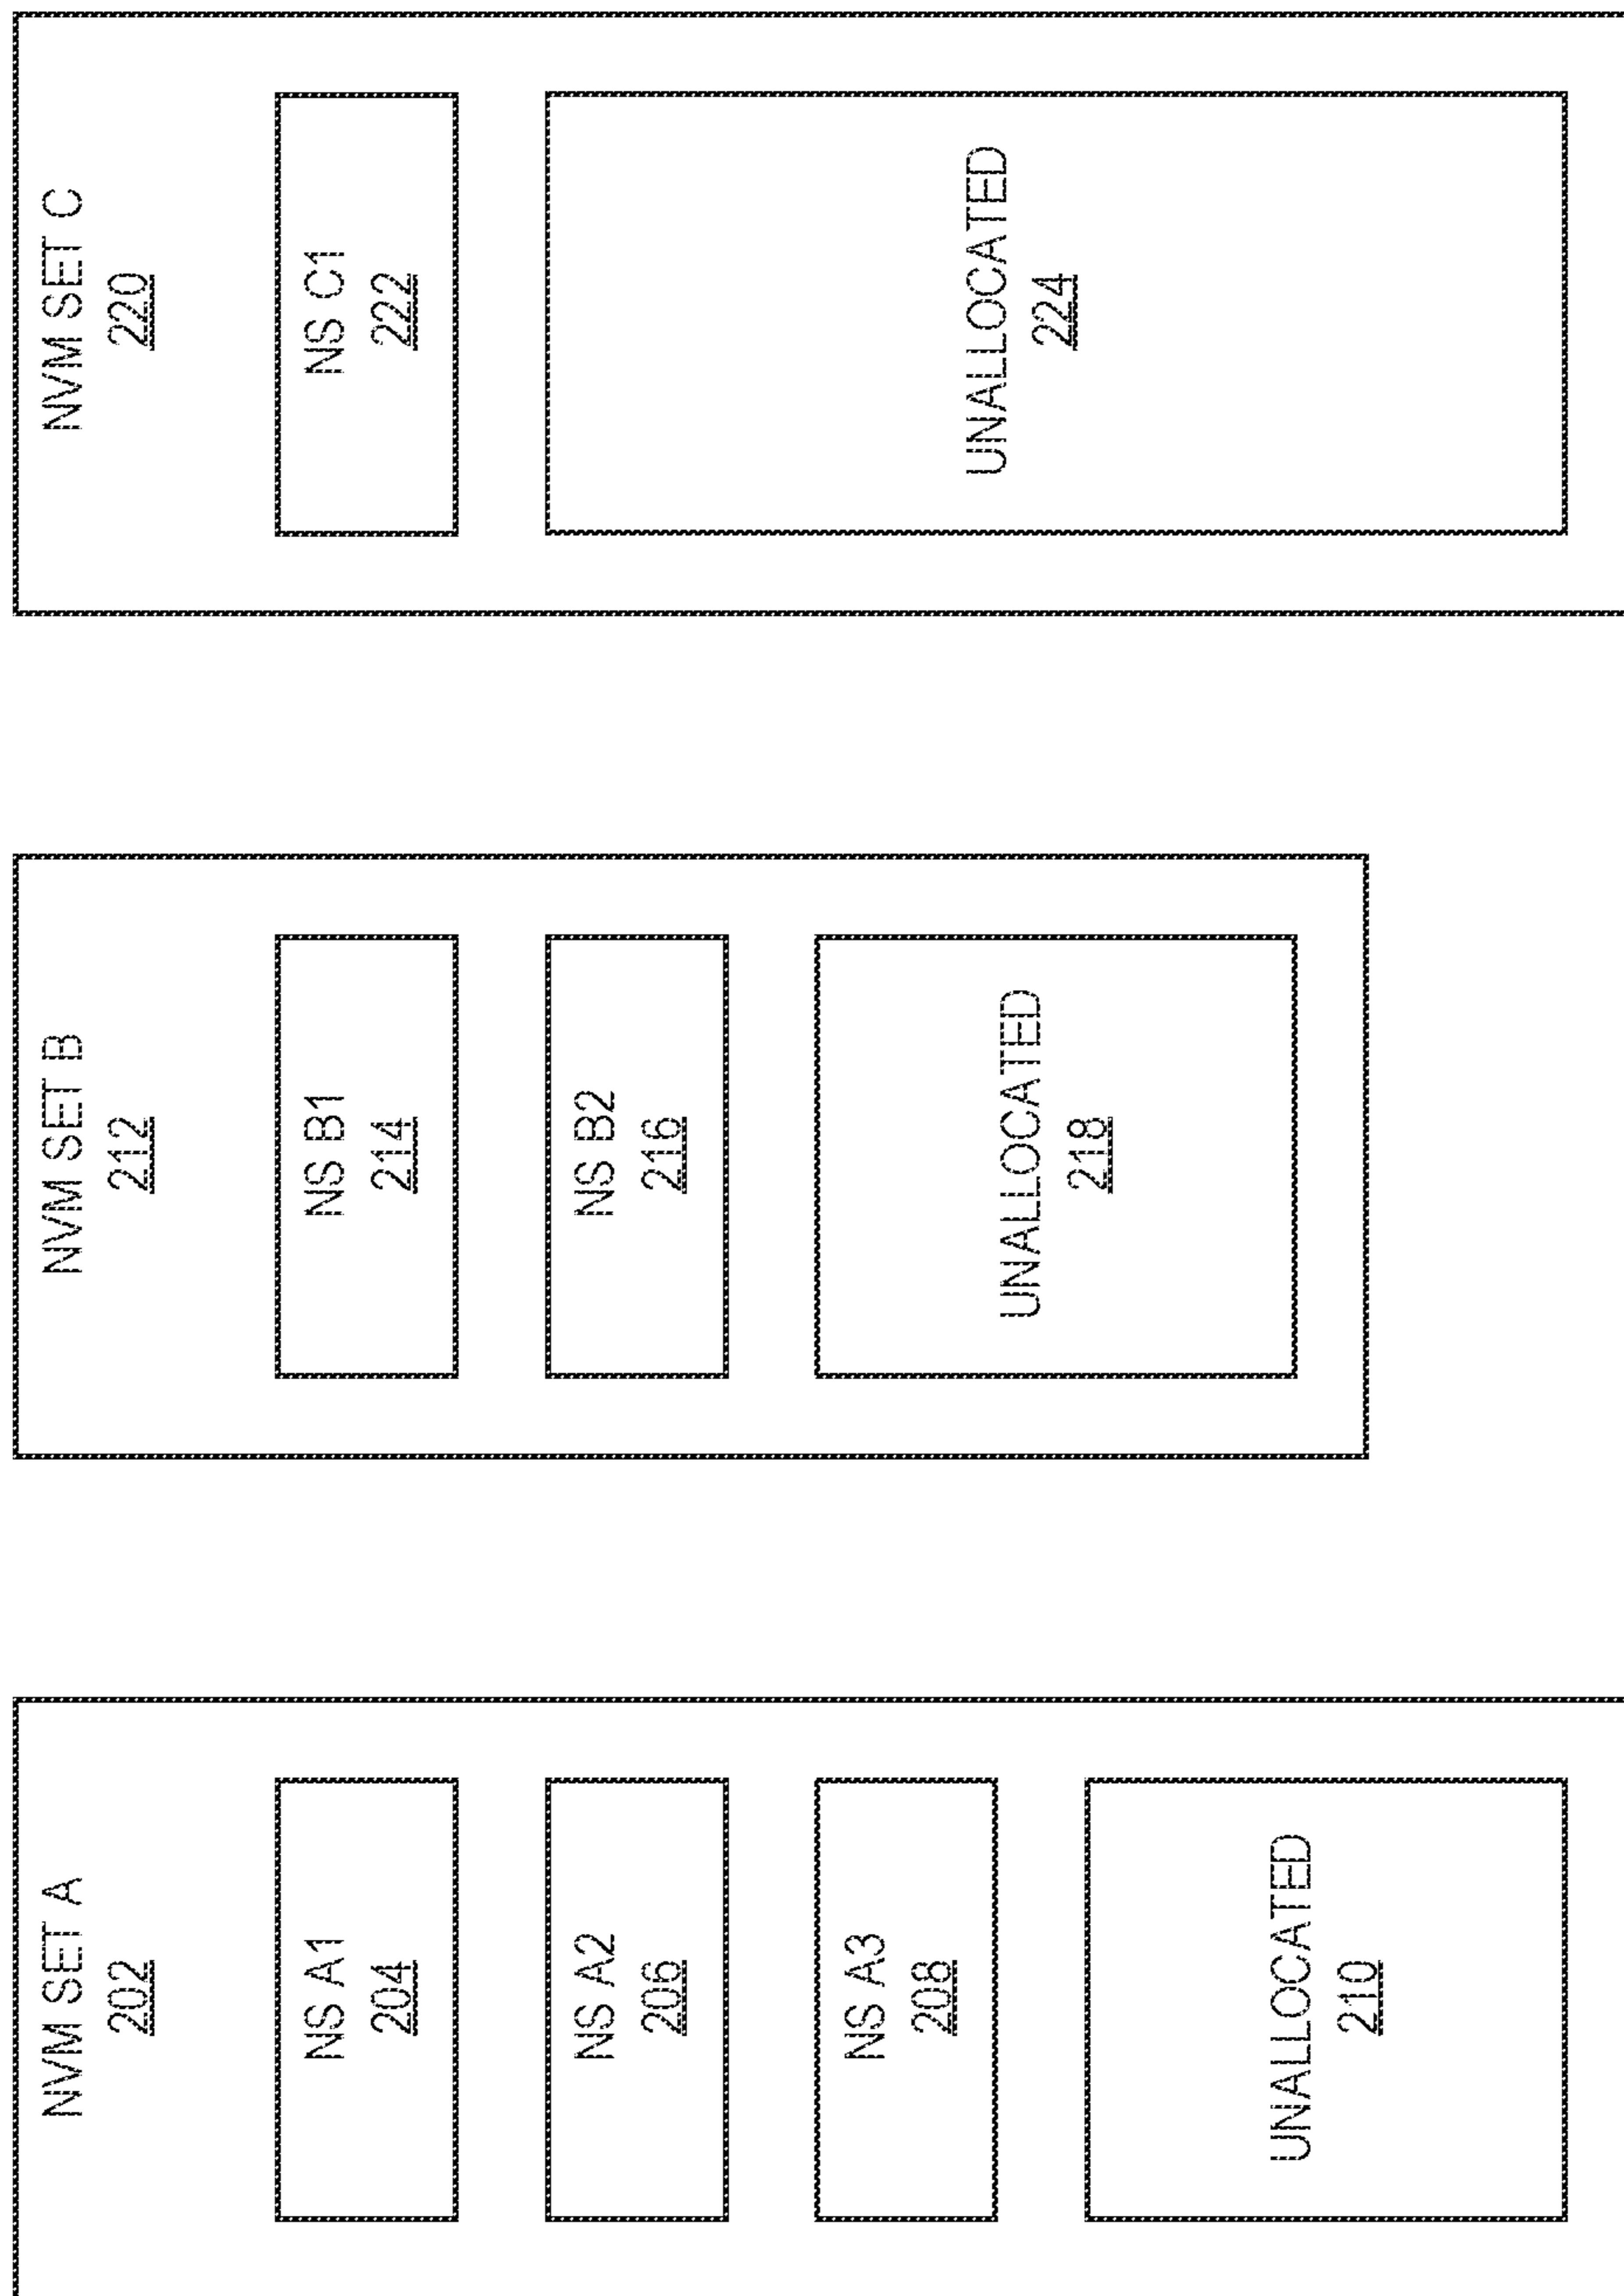 NVM SET A
202
NS A1
204
NS A2
206
NS A3
208
UNALLOCATED
210
NVM SET B
212
NS B1
214
NS B2
216
UNALLOCATED
218
NVM SET C
220
NS C1
222
UNALLOCATED
224